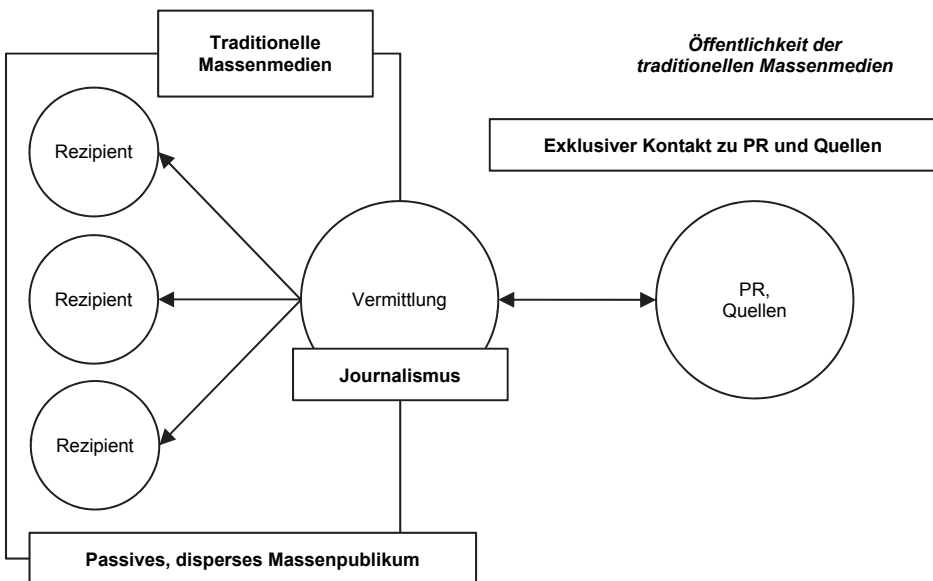 Traditionelle
Massenmedien
Öffentlichkeit der
traditionellen Massenmedien
Exklusiver Kontakt zu PR und Quellen
Rezipient
Rezipient
Rezipient
Vermittlung
Journalismus
PR,
Quellen
Passives, disperses Massenpublikum